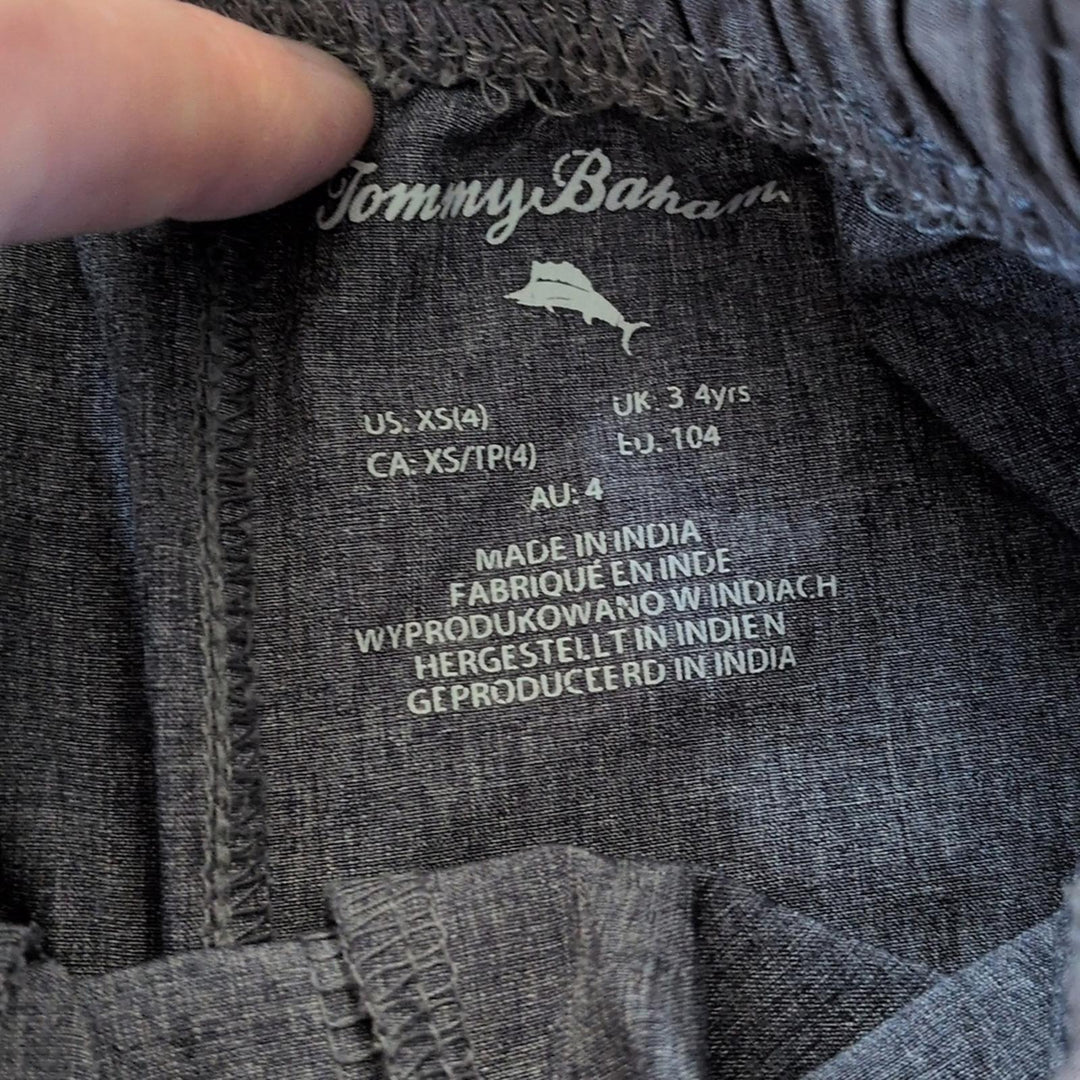 Tommy Bahama
US: XS(4) UK: 3 4yrs
CA: XS/TP(4) EU: 104
AU: 4
MADE IN INDIA
FABRIQUÉ EN INDE
WYPRODUKOWANO W INDIACH
HERGESTELLT IN INDIEN
GEPRODUCEERD IN INDIA